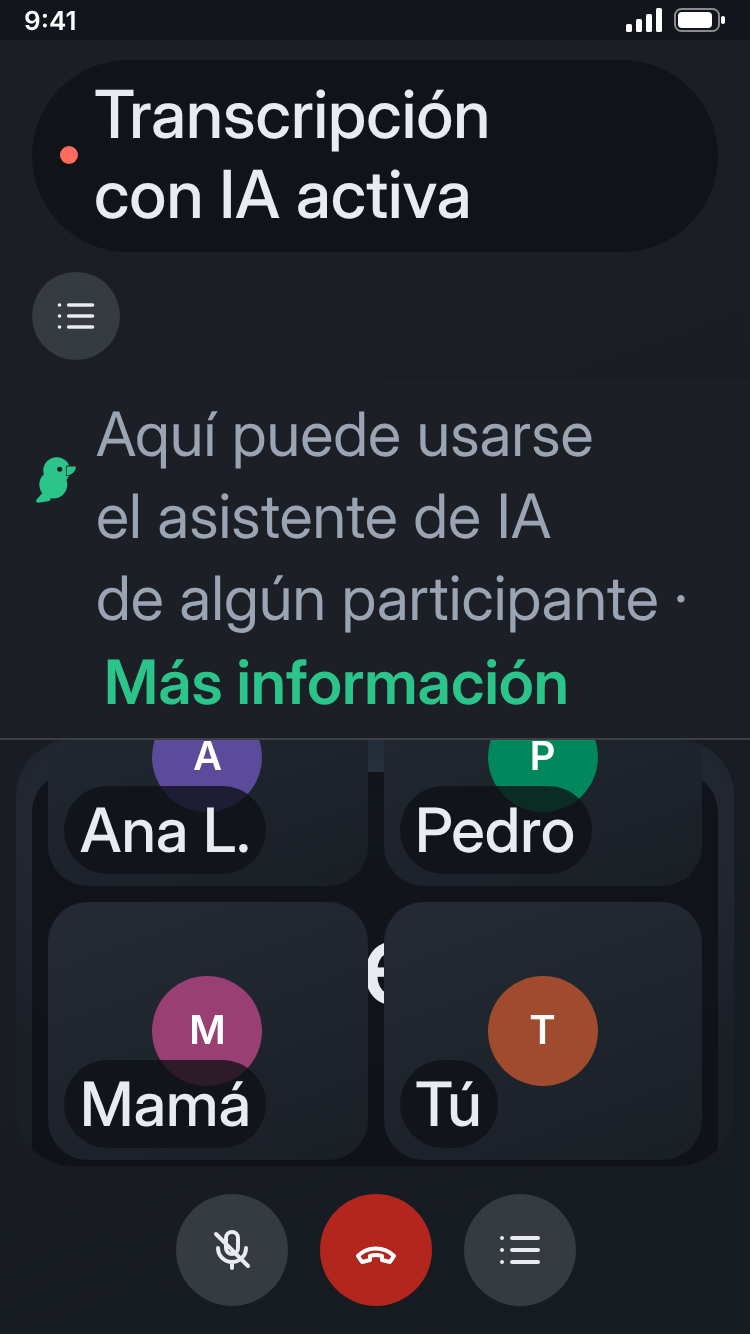 9:41
Transcripción
con IA activa
Aquí puede usarse
el asistente de IA
de algún participante ·
Más información
A
P
Ana L.
Pedro
M
T
Mamá
Tú